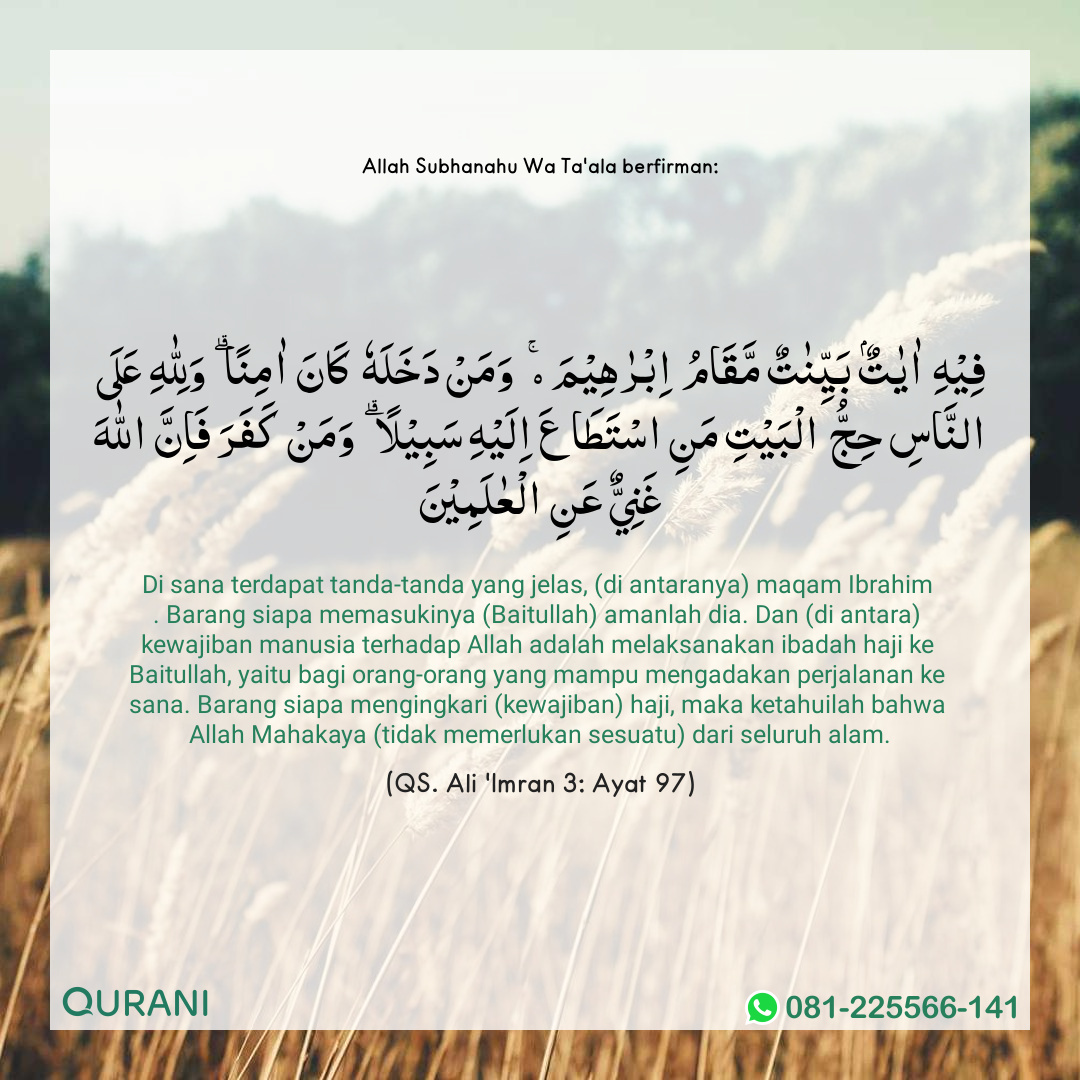 Allah Subhanahu Wa Ta'ala berfirman:
فِيْهِ اٰيٰتٌۢ بَيِّنٰتٌ مَّقَامُ اِبْرٰهِيْمَ ەۚ وَمَنْ دَخَلَهٗ كَانَ اٰمِنًاۗ وَلِلّٰهِ عَلَى
النَّاسِ حِجُّ الْبَيْتِ مَنِ اسْتَطَاعَ اِلَيْهِ سَبِيْلًاۗ وَمَنْ كَفَرَ فَاِنَّ اللّٰهَ
غَنِيٌّ عَنِ الْعٰلَمِيْنَ
Di sana terdapat tanda-tanda yang jelas, (di antaranya) maqam Ibrahim
. Barang siapa memasukinya (Baitullah) amanlah dia. Dan (di antara)
kewajiban manusia terhadap Allah adalah melaksanakan ibadah haji ke
Baitullah, yaitu bagi orang-orang yang mampu mengadakan perjalanan ke
sana. Barang siapa mengingkari (kewajiban) haji, maka ketahuilah bahwa
Allah Mahakaya (tidak memerlukan sesuatu) dari seluruh alam.
(QS. Ali 'Imran 3: Ayat 97)
QURANI
081-225566-141